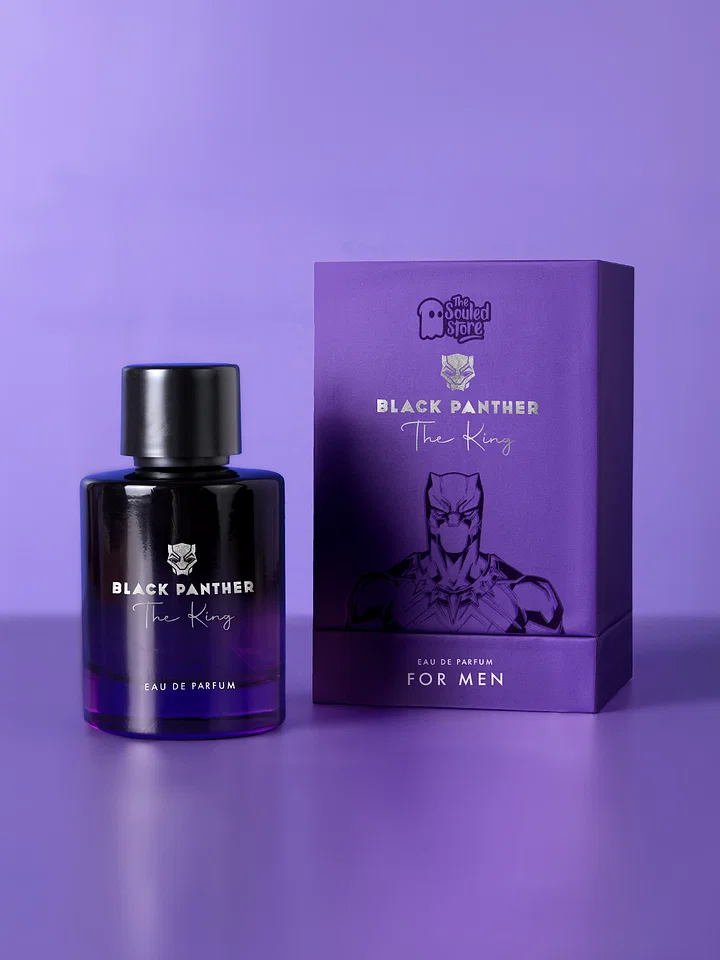 BLACK PANTHER
The King
EAU DE PARFUM
The
Souled
Store
BLACK PANTHER
The King
EAU DE PARFUM
FOR MEN